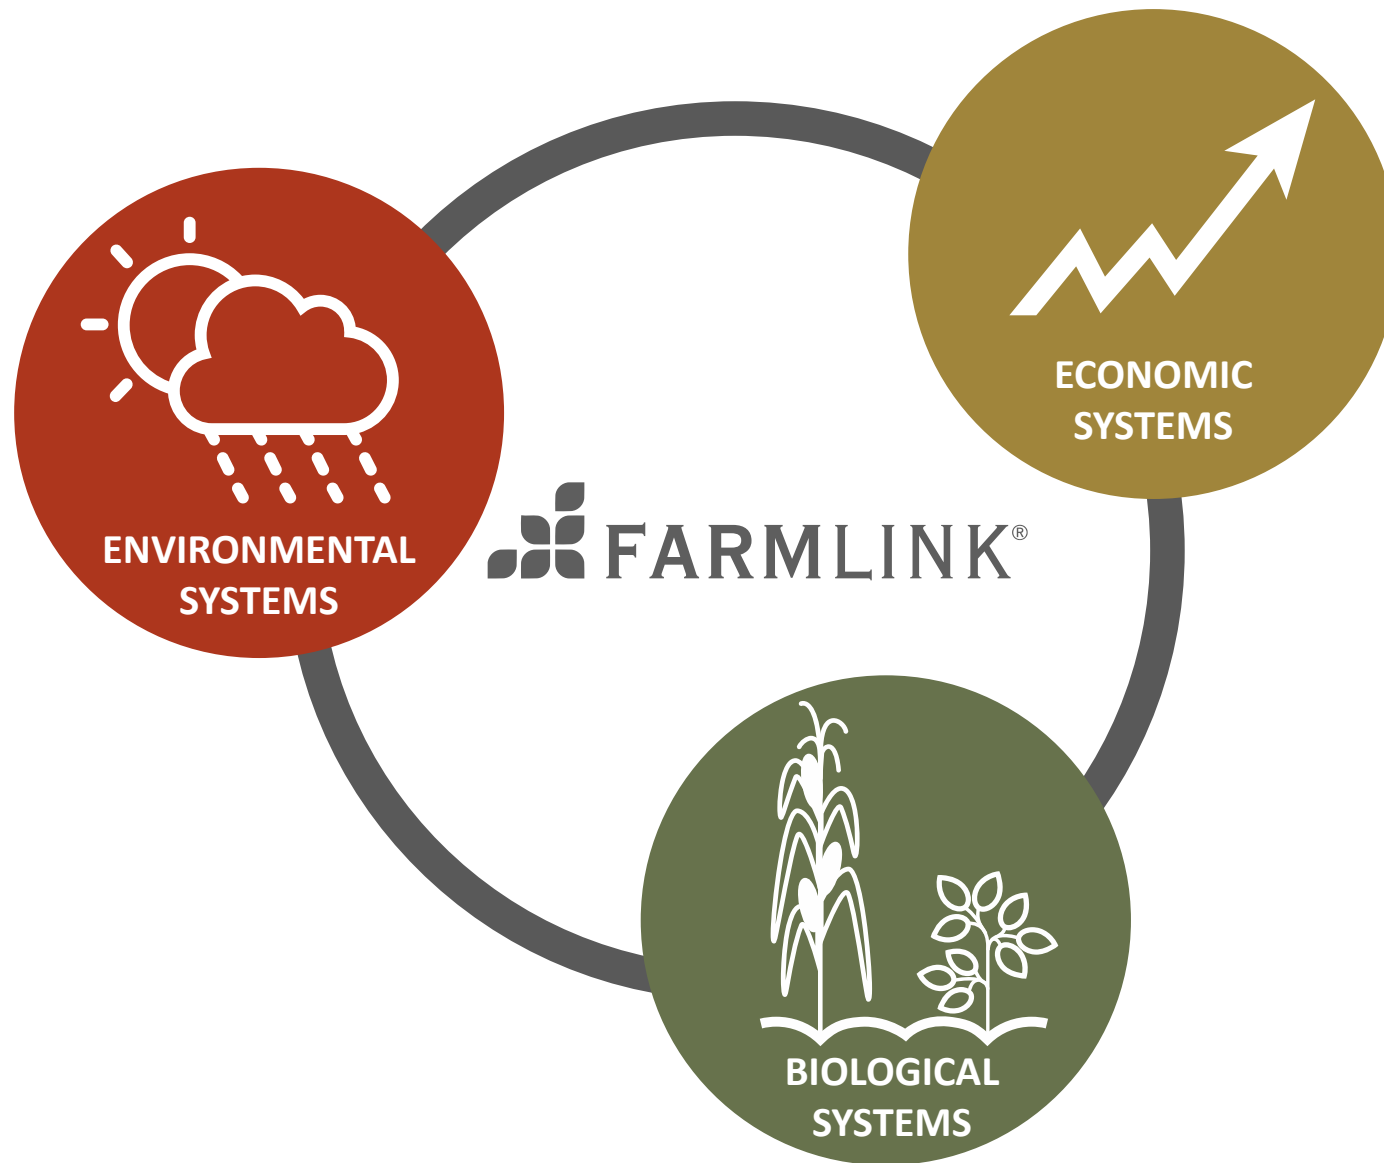 ECONOMIC
SYSTEMS
ENVIRONMENTAL
SYSTEMS
FARMLINK®
BIOLOGICAL
SYSTEMS